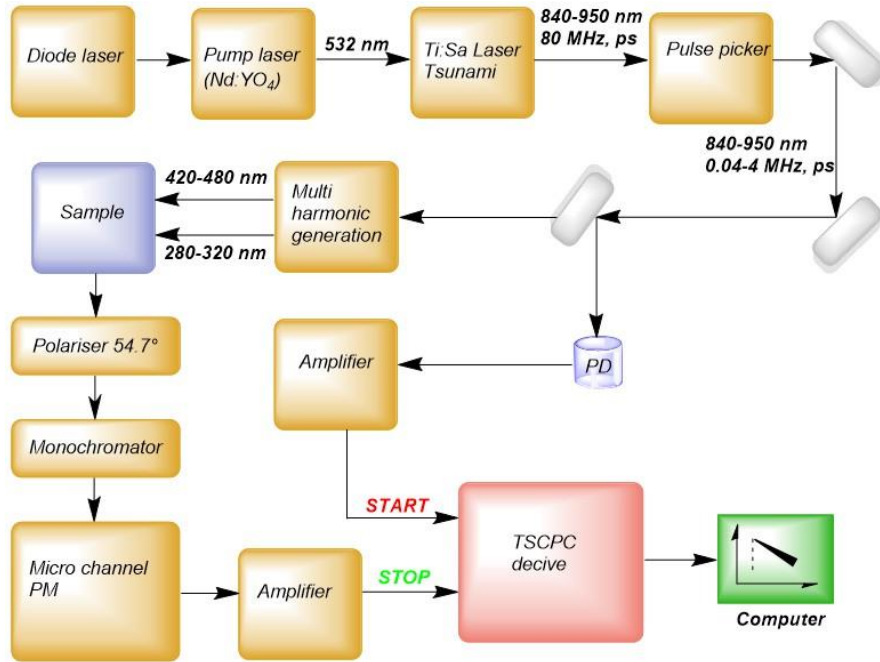 Diode laser
Pump laser
(Nd:YO4)
532 nm
Ti:Sa Laser
Tsunami
840-950 nm
80 MHz, ps
Pulse picker
840-950 nm
0.04-4 MHz, ps
420-480 nm
Sample
280-320 nm
Multi
harmonic
generation
Polariser 54.7°
Amplifier
PD
Monochromator
START
TSCPC
decive
Micro channel
PM
Amplifier
STOP
Computer